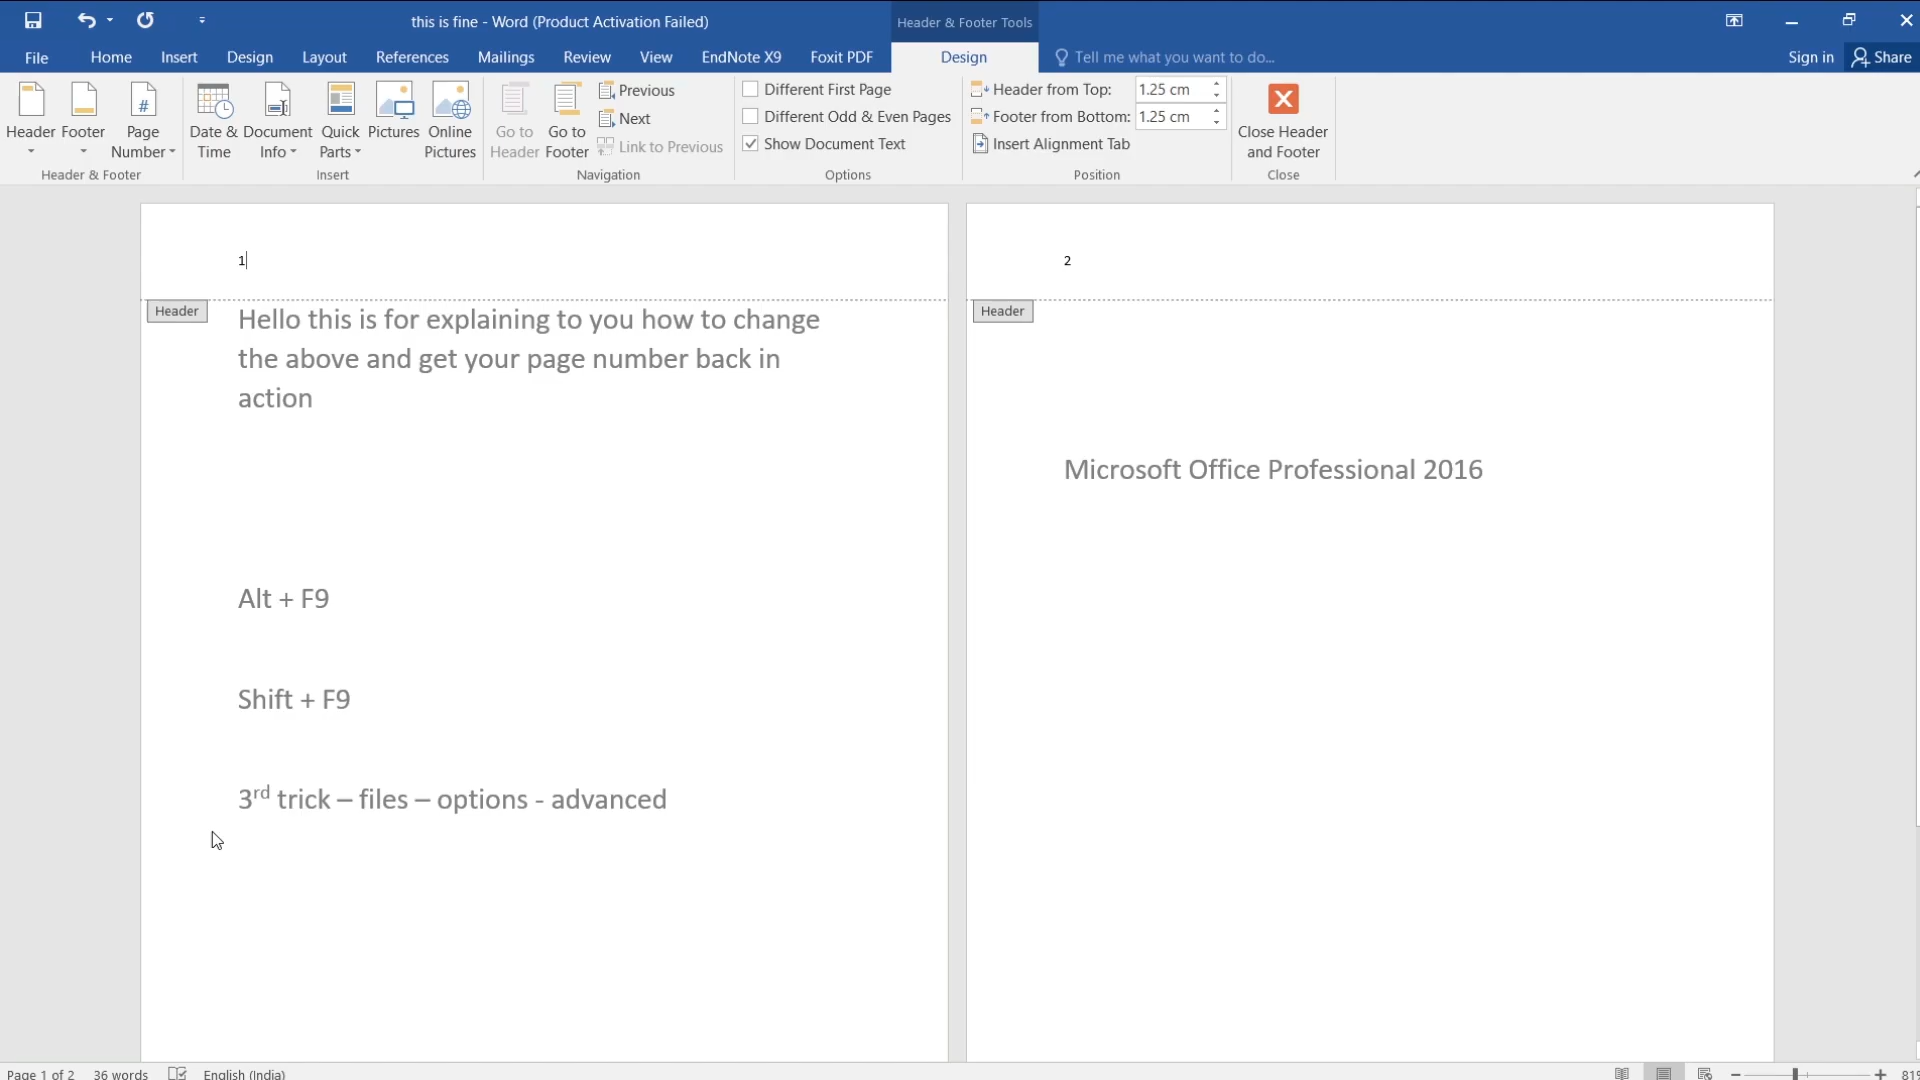 this is fine - Word (Product Activation Failed)
Header & Footer Tools
File Home Insert Design Layout References Mailings Review View EndNote X9 Foxit PDF Design Tell me what you want to do... Sign in Share
Header
Footer
Page Number
Header & Footer
Date & Time
Document Info
Quick Parts
Pictures
Online Pictures
Insert
Go to Header
Go to Footer
Previous
Next
Link to Previous
Navigation
Different First Page
Different Odd & Even Pages
Show Document Text
Options
Header from Top: 1.25 cm
Footer from Bottom: 1.25 cm
Insert Alignment Tab
Position
Close Header and Footer
Close
1
Header
Hello this is for explaining to you how to change
the above and get your page number back in
action
Alt + F9
Shift + F9
3rd trick – files – options - advanced
2
Header
Microsoft Office Professional 2016
Page 1 of 2 36 words English (India) 81%